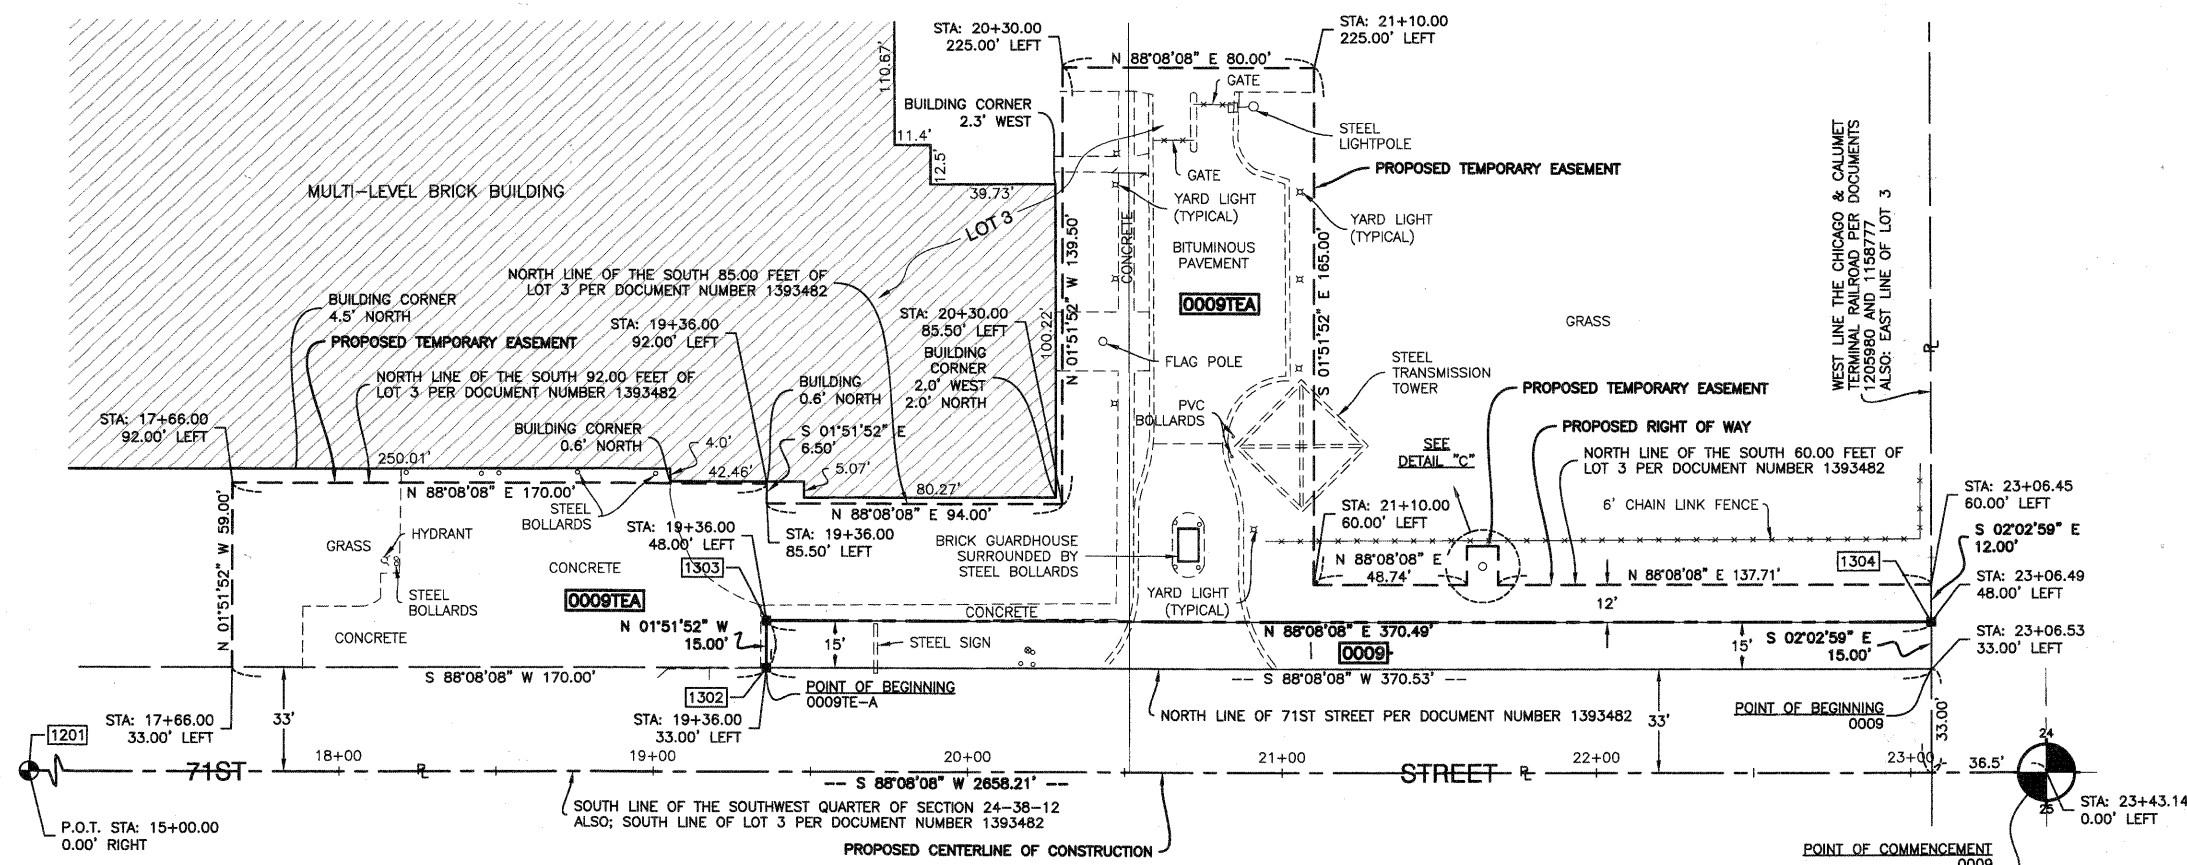 STA: 20+30.00
225.00' LEFT
STA: 21+10.00
225.00' LEFT
N 88°08'08" E 80.00'
GATE
110.67'
BUILDING CORNER
2.3' WEST
11.4'
12.5'
39.73'
STEEL
LIGHTPOLE
PROPOSED TEMPORARY EASEMENT
GATE
YARD LIGHT
(TYPICAL)
YARD LIGHT
(TYPICAL)
MULTI-LEVEL BRICK BUILDING
LOT 3
CONCRETE
BITUMINOUS
PAVEMENT
0009TEA
N 01°51'52" W 139.50'
S 01°51'52" E 165.00'
100.22'
WEST LINE THE CHICAGO & CALUMET
TERMINAL RAILROAD PER DOCUMENTS
1205980 AND 1158777
ALSO: EAST LINE OF LOT 3
GRASS
PL
NORTH LINE OF THE SOUTH 85.00 FEET OF
LOT 3 PER DOCUMENT NUMBER 1393482
BUILDING CORNER
4.5' NORTH
PROPOSED TEMPORARY EASEMENT
STA: 19+36.00
92.00' LEFT
STA: 20+30.00
85.50' LEFT
BUILDING
CORNER
2.0' WEST
2.0' NORTH
FLAG POLE
STEEL
TRANSMISSION
TOWER
NORTH LINE OF THE SOUTH 92.00 FEET OF
LOT 3 PER DOCUMENT NUMBER 1393482
BUILDING
0.6' NORTH
PROPOSED TEMPORARY EASEMENT
STA: 17+66.00
92.00' LEFT
BUILDING CORNER
0.6' NORTH
4.0'
S 01°51'52" E
6.50'
PVC
BOLLARDS
SEE
DETAIL "C"
PROPOSED RIGHT OF WAY
NORTH LINE OF THE SOUTH 60.00 FEET OF
LOT 3 PER DOCUMENT NUMBER 1393482
250.01'
42.46'
5.07'
80.27'
N 88°08'08" E 170.00'
N 88°08'08" E 94.00'
STEEL
BOLLARDS
STA: 19+36.00
48.00' LEFT
STA: 19+36.00
85.50' LEFT
STA: 21+10.00
60.00' LEFT
6' CHAIN LINK FENCE
STA: 23+06.45
60.00' LEFT
S 02°02'59" E
12.00'
N 01°51'52" W 59.00'
GRASS
HYDRANT
CONCRETE
1303
BRICK GUARDHOUSE
SURROUNDED BY
STEEL BOLLARDS
N 88°08'08" E
48.74'
N 88°08'08" E 137.71'
1304
STA: 23+06.49
48.00' LEFT
STEEL
BOLLARDS
0009TEA
YARD LIGHT
(TYPICAL)
12'
CONCRETE
CONCRETE
N 01°51'52" W
15.00'
15'
STEEL SIGN
N 88°08'08" E 370.49'
0009
15'
S 02°02'59" E
15.00'
STA: 23+06.53
33.00' LEFT
S 88°08'08" W 170.00'
S 88°08'08" W 370.53'
1302
POINT OF BEGINNING
0009TE-A
STA: 17+66.00
33.00' LEFT
33'
STA: 19+36.00
33.00' LEFT
NORTH LINE OF 71ST STREET PER DOCUMENT NUMBER 1393482
33'
POINT OF BEGINNING
0009
33.00'
1201
18+00
19+00
20+00
21+00
22+00
23+00
36.5'
24
25
71ST
PL
STREET
PL
S 88°08'08" W 2658.21'
SOUTH LINE OF THE SOUTHWEST QUARTER OF SECTION 24-38-12
ALSO; SOUTH LINE OF LOT 3 PER DOCUMENT NUMBER 1393482
STA: 23+43.14
0.00' LEFT
P.O.T. STA: 15+00.00
0.00' RIGHT
PROPOSED CENTERLINE OF CONSTRUCTION
POINT OF COMMENCEMENT
0009